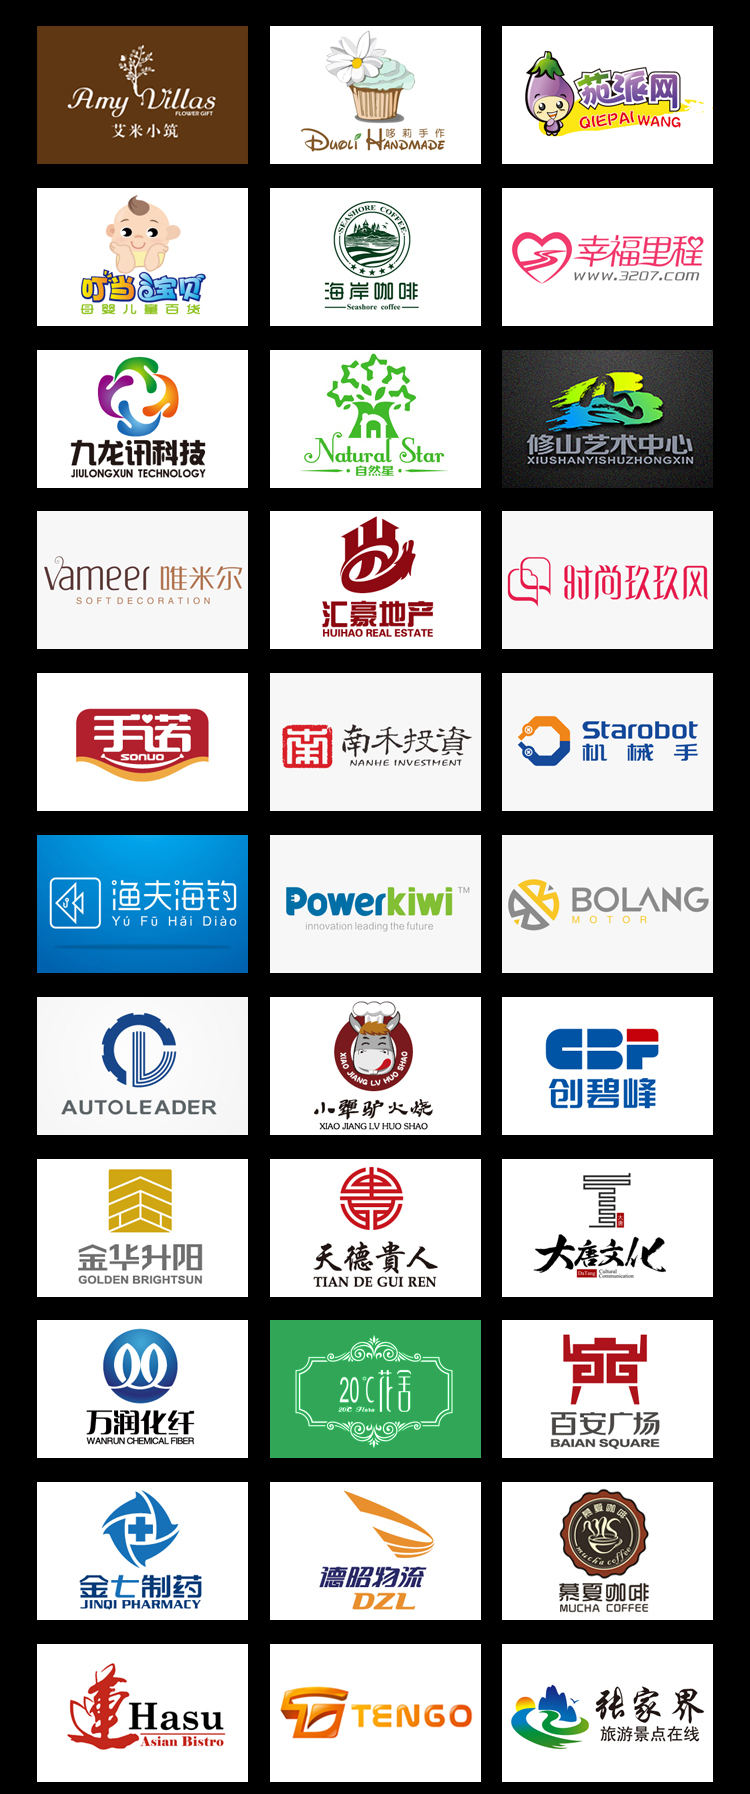 Amy Villas
FLOWER GIFT
艾米小筑
DUOLI HANDMADE
哆莉手作
茄派网
QIEPAI WANG
叮当宝贝
母婴儿童百货
SEASHORE COFFEE
海岸咖啡
Seashore coffee
幸福里程
www.3207.com
九龙讯科技
JIULONGXUN TECHNOLOGY
Natural Star
自然星
修山艺术中心
XIUSHANYISHUZHONGXIN
Vameer 唯米尔
SOFT DECORATION
汇豪地产
HUIHAO REAL ESTATE
时尚玖玖网
手诺
SONUO
南
南禾投資
NANHE INVESTMENT
Starobot
机械手
渔夫海钓
Yú Fū Hǎi Diào
Powerkiwi TM
innovation leading the future
BOLANG
MOTOR
AUTOLEADER
XIAO JIANG LV HUO SHAO
小犟驴火烧
XIAO JIANG LV HUO SHAO
CBF
创碧峰
金华升阳
GOLDEN BRIGHTSUN
天德貴人
TIAN DE GUI REN
大唐
大唐文化
DaTang
Cultural
Communication
万润化纤
WANRUN CHEMICAL FIBER
20℃花舍
20℃ Flora
百安广场
BAIAN SQUARE
金七制药
JINQI PHARMACY
德昭物流
DZL
慕夏咖啡
mucha coffee
慕夏咖啡
MUCHA COFFEE
Hasu
Asian Bistro
TENGO
张家界
旅游景点在线